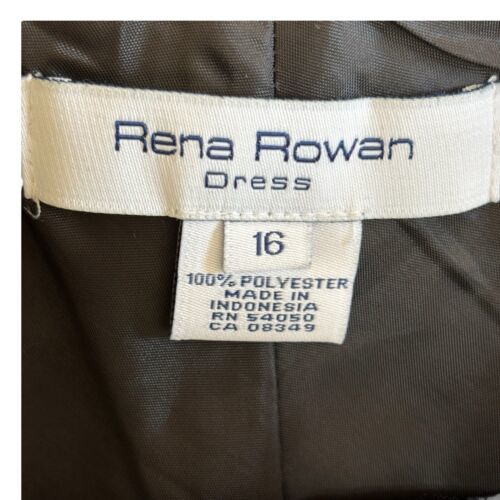 Rena Rowan
Dress
16
100% POLYESTER
MADE IN
INDONESIA
RN 54050
CA 08349